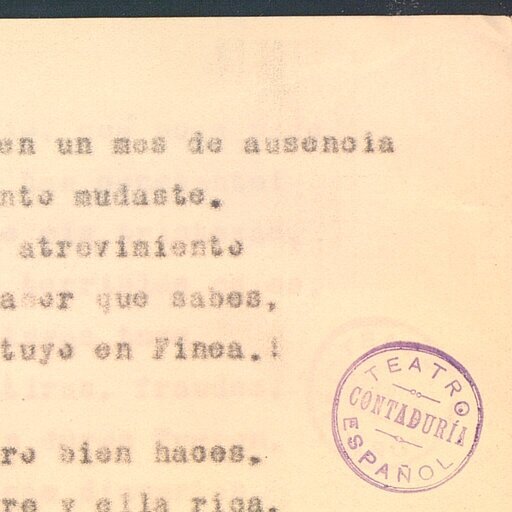 en un mes de ausencia
nto mudaste.
atrevimiento
amor que sabes,
tuyo en Finea.!
ro bien haces,
re y ella rica.
TEATRO
CONTADURÍA
ESPAÑOL